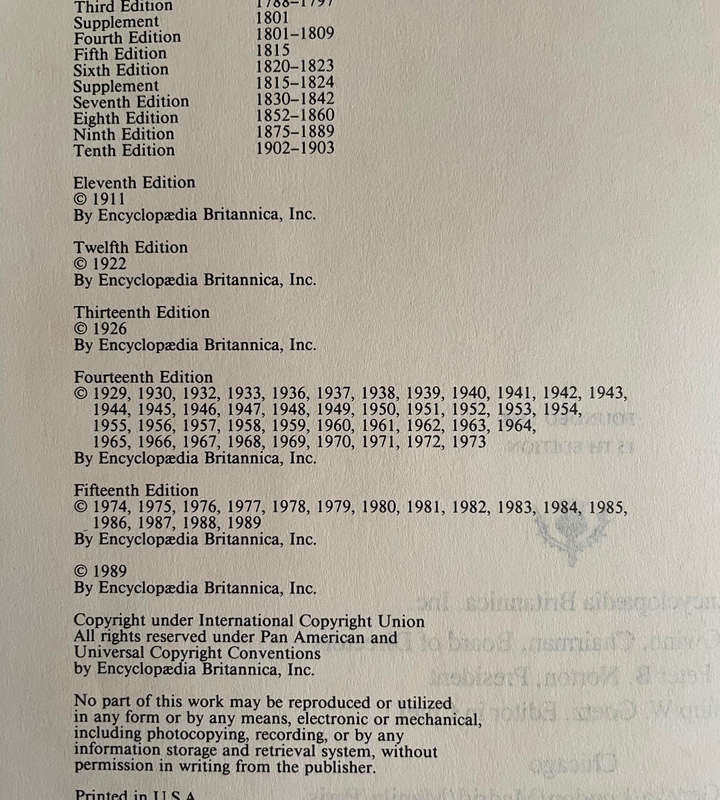 Third Edition 1788–1797
Supplement 1801
Fourth Edition 1801–1809
Fifth Edition 1815
Sixth Edition 1820–1823
Supplement 1815–1824
Seventh Edition 1830–1842
Eighth Edition 1852–1860
Ninth Edition 1875–1889
Tenth Edition 1902–1903
Eleventh Edition
© 1911
By Encyclopædia Britannica, Inc.
Twelfth Edition
© 1922
By Encyclopædia Britannica, Inc.
Thirteenth Edition
© 1926
By Encyclopædia Britannica, Inc.
Fourteenth Edition
© 1929, 1930, 1932, 1933, 1936, 1937, 1938, 1939, 1940, 1941, 1942, 1943,
1944, 1945, 1946, 1947, 1948, 1949, 1950, 1951, 1952, 1953, 1954,
1955, 1956, 1957, 1958, 1959, 1960, 1961, 1962, 1963, 1964,
1965, 1966, 1967, 1968, 1969, 1970, 1971, 1972, 1973
By Encyclopædia Britannica, Inc.
Fifteenth Edition
© 1974, 1975, 1976, 1977, 1978, 1979, 1980, 1981, 1982, 1983, 1984, 1985,
1986, 1987, 1988, 1989
By Encyclopædia Britannica, Inc.
© 1989
By Encyclopædia Britannica, Inc.
Copyright under International Copyright Union
All rights reserved under Pan American and
Universal Copyright Conventions
by Encyclopædia Britannica, Inc.
No part of this work may be reproduced or utilized
in any form or by any means, electronic or mechanical,
including photocopying, recording, or by any
information storage and retrieval system, without
permission in writing from the publisher.
Printed in U.S.A.